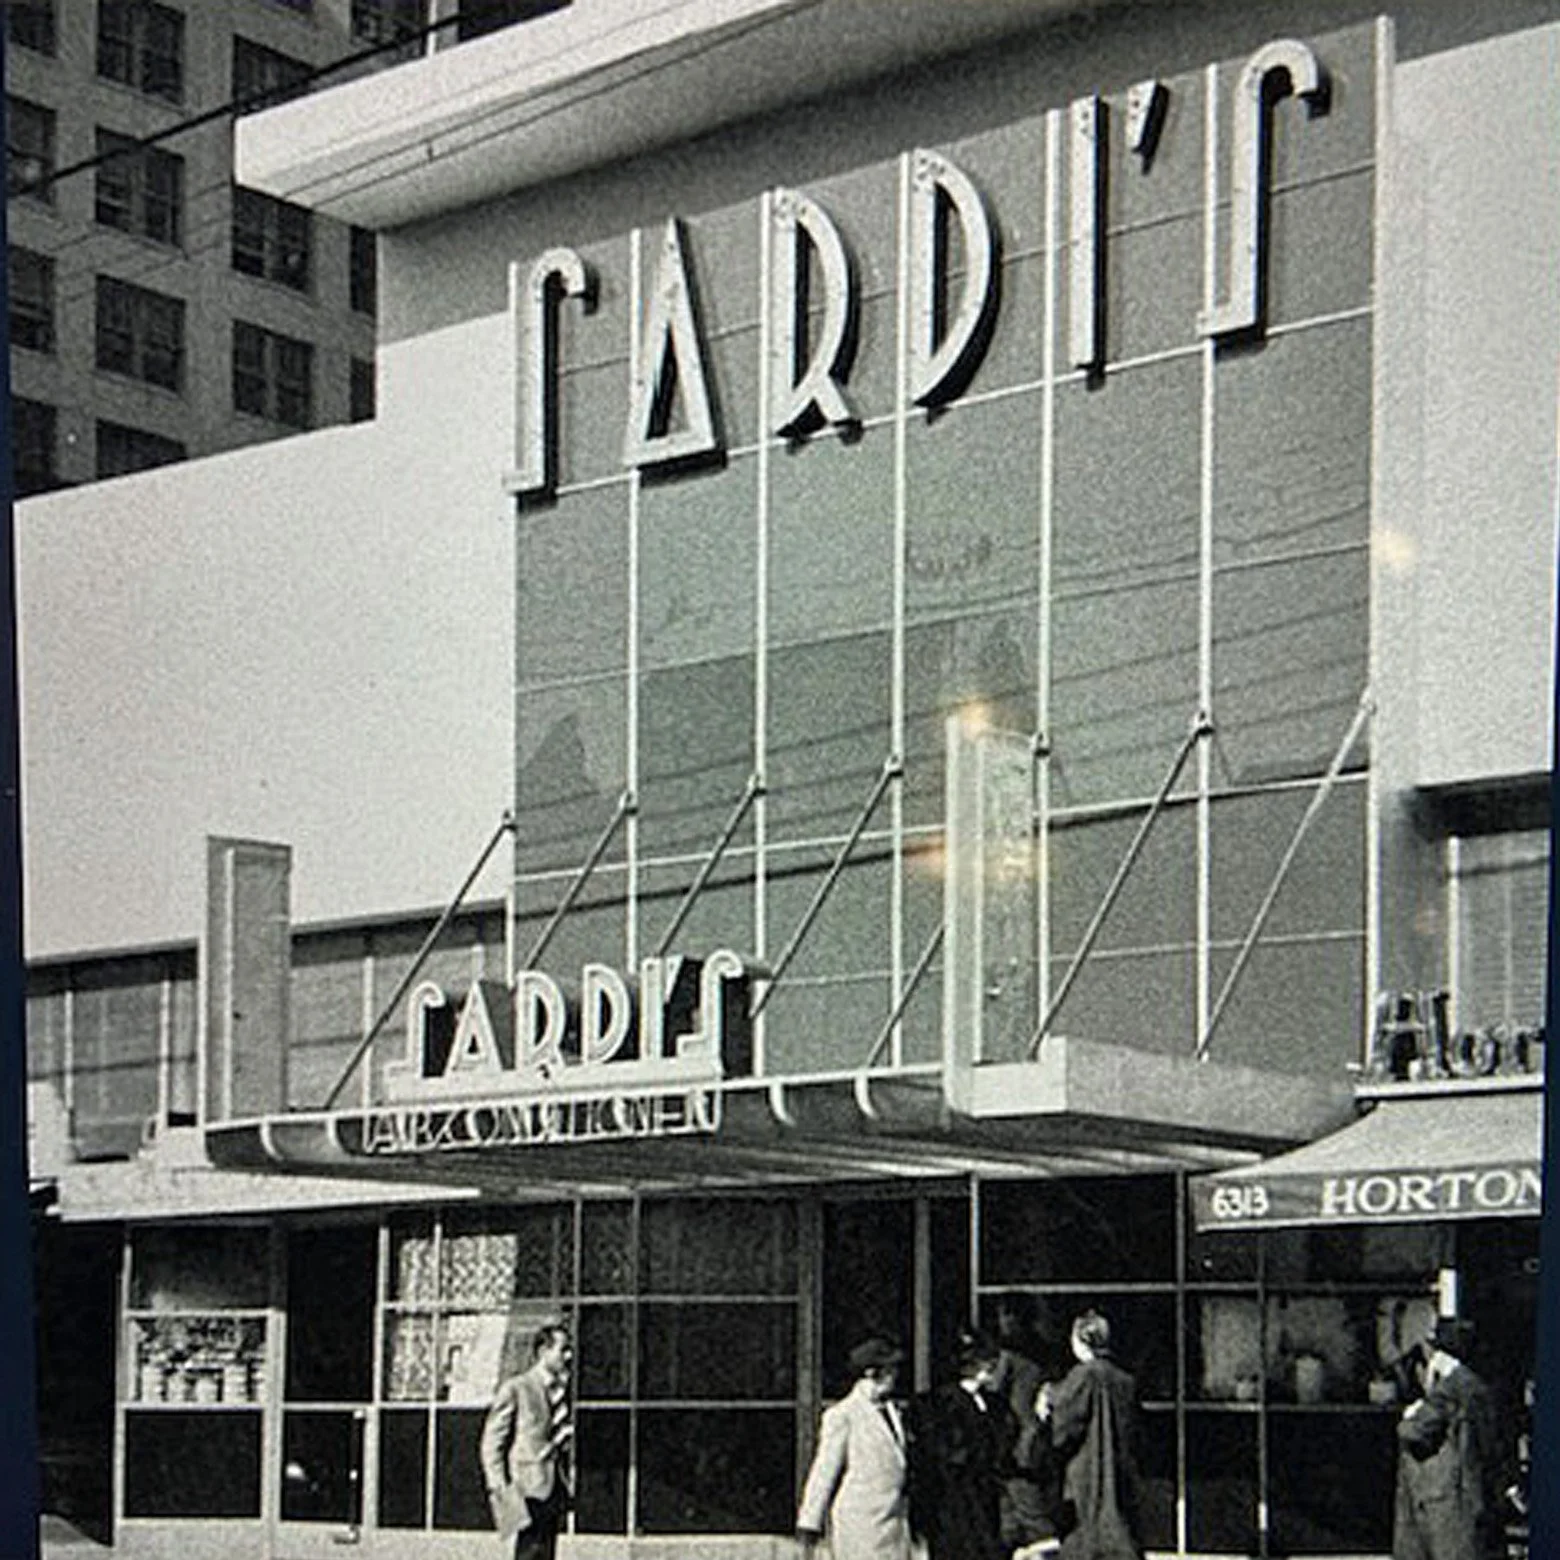 SARDI'S
SARDI'S
AIR CONDITIONED
6313 HORTON